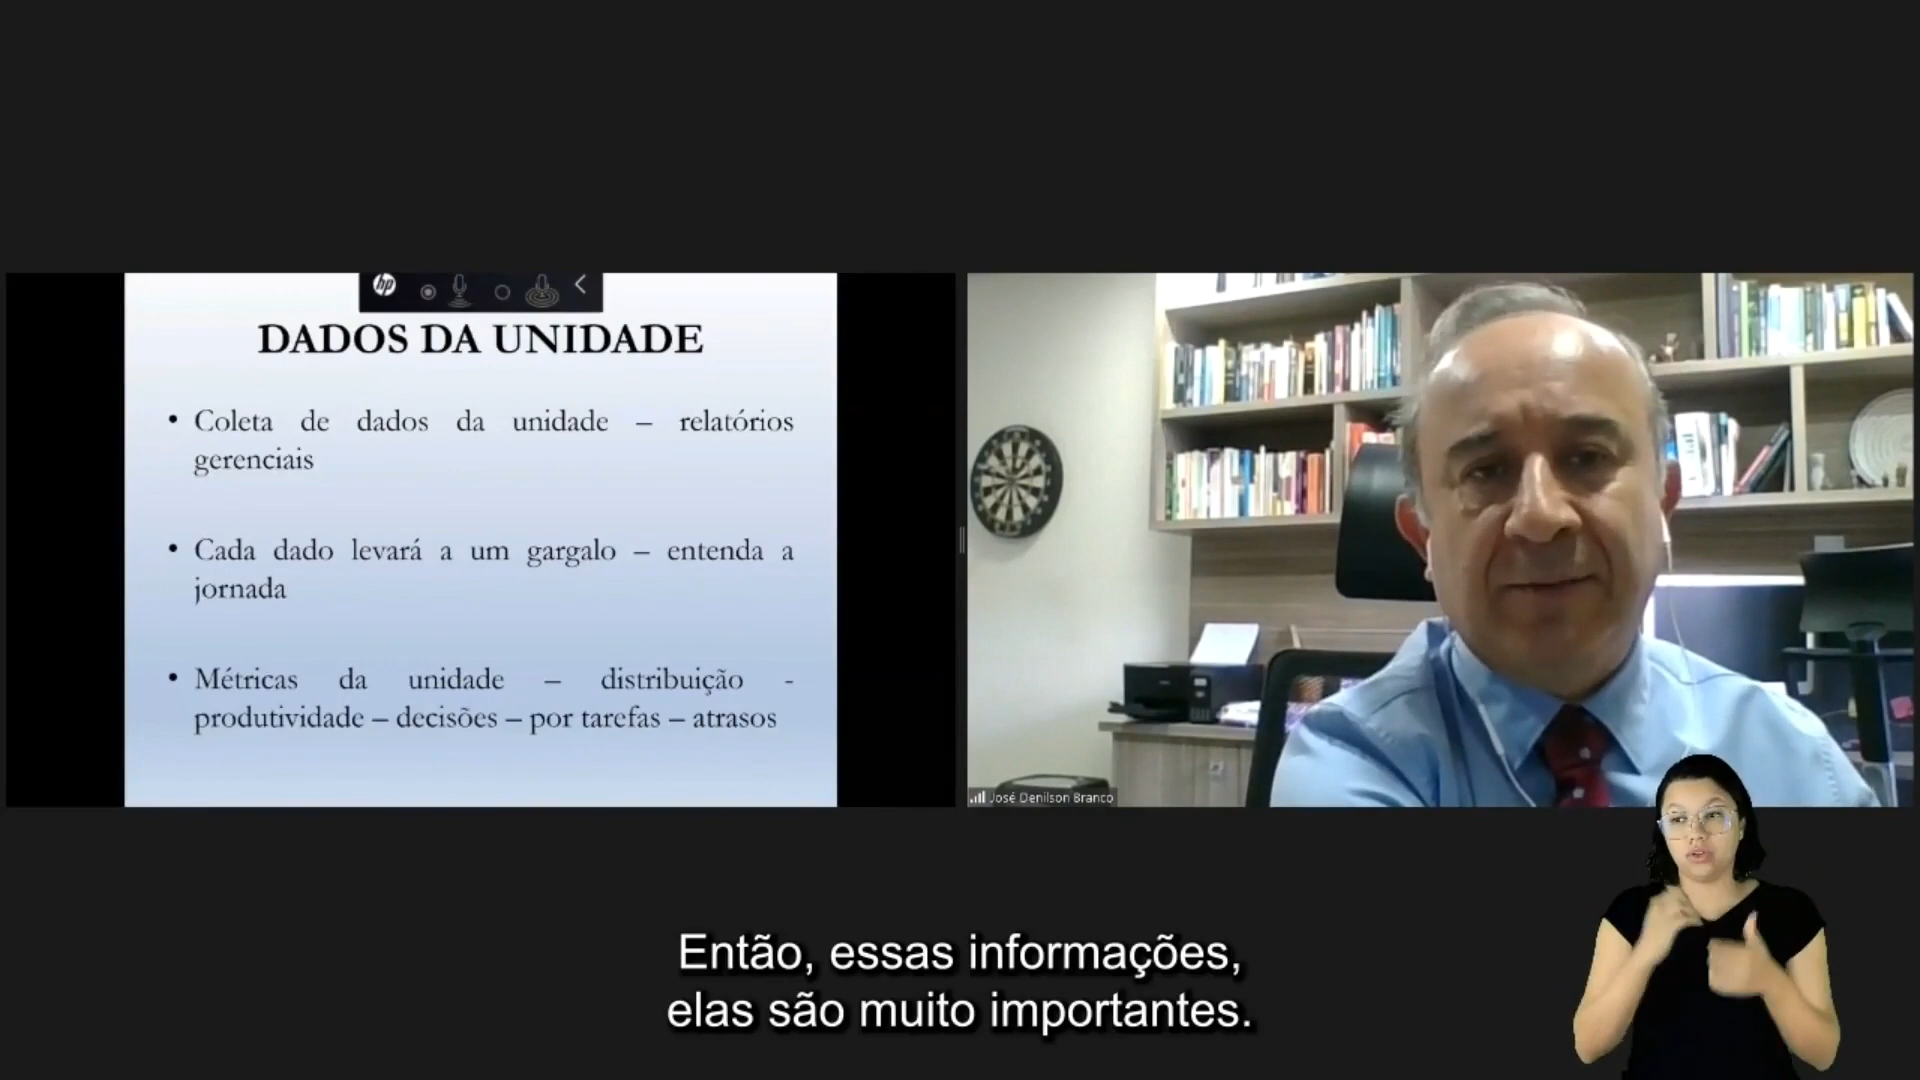 hp
DADOS DA UNIDADE
• Coleta de dados da unidade – relatórios
gerenciais
• Cada dado levará a um gargalo – entenda a
jornada
• Métricas da unidade – distribuição -
produtividade – decisões – por tarefas – atrasos
José Denilson Branco
Então, essas informações,
elas são muito importantes.